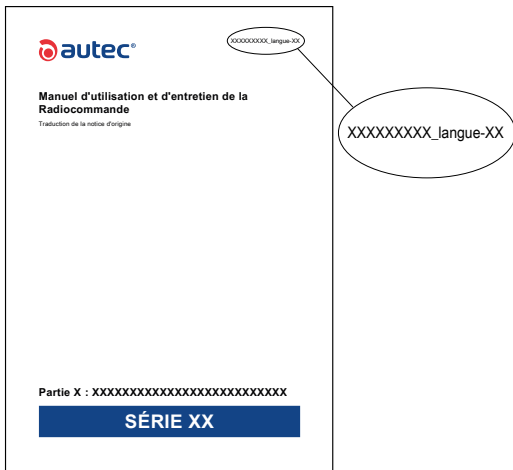 autec®
XXXXXXXXX_langue-XX
Manuel d'utilisation et d'entretien de la
Radiocommande
Traduction de la notice d'origine
XXXXXXXXX_langue-XX
Partie X : XXXXXXXXXXXXXXXXXXXXXXXXXX
SÉRIE XX